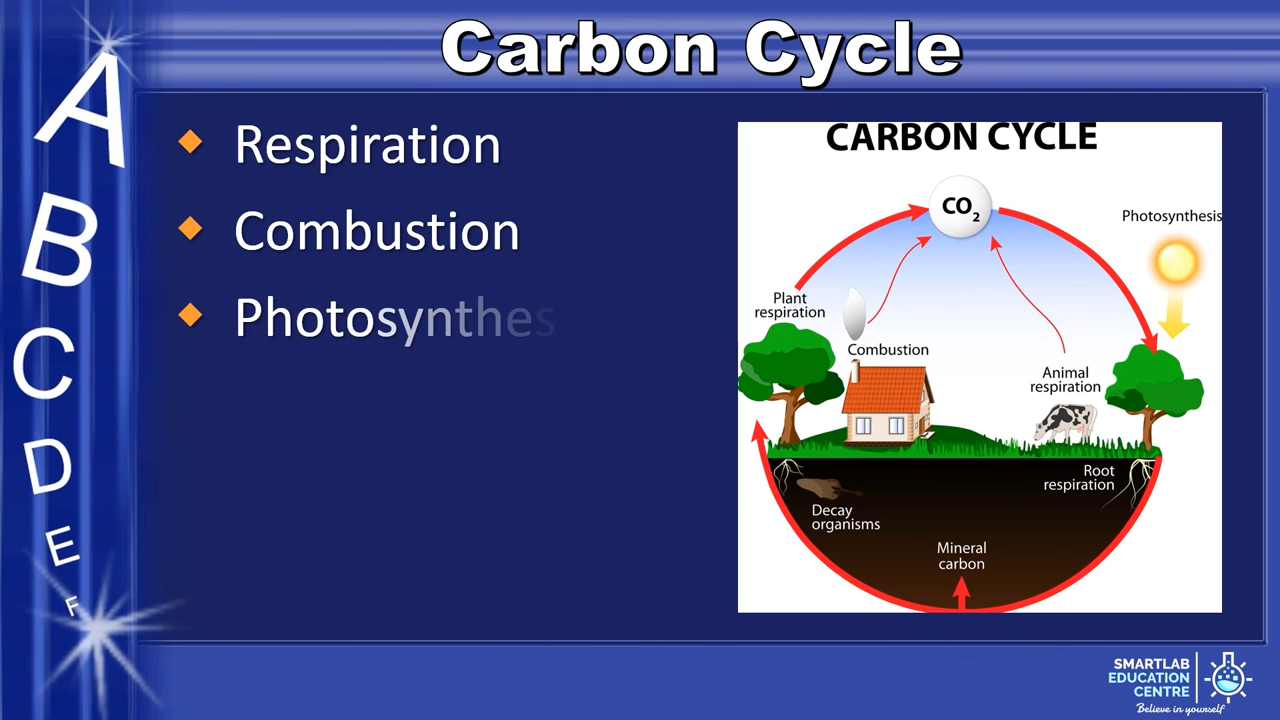 Carbon Cycle
A
B
C
D
E
F
Respiration
Combustion
Photosynthes
CARBON CYCLE
CO2
Photosynthesis
Plant
respiration
Combustion
Animal
respiration
Root
respiration
Decay
organisms
Mineral
carbon
SMARTLAB
EDUCATION
CENTRE
Believe in yourself